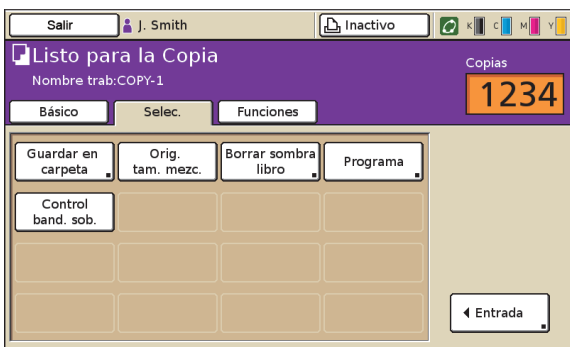 Salir J. Smith Inactivo K C M Y
Listo para la Copia
Nombre trab:COPY-1
Copias
1234
Básico Selec. Funciones
Guardar en carpeta
Orig. tam. mezc.
Borrar sombra libro
Programa
Control band. sob.
Entrada